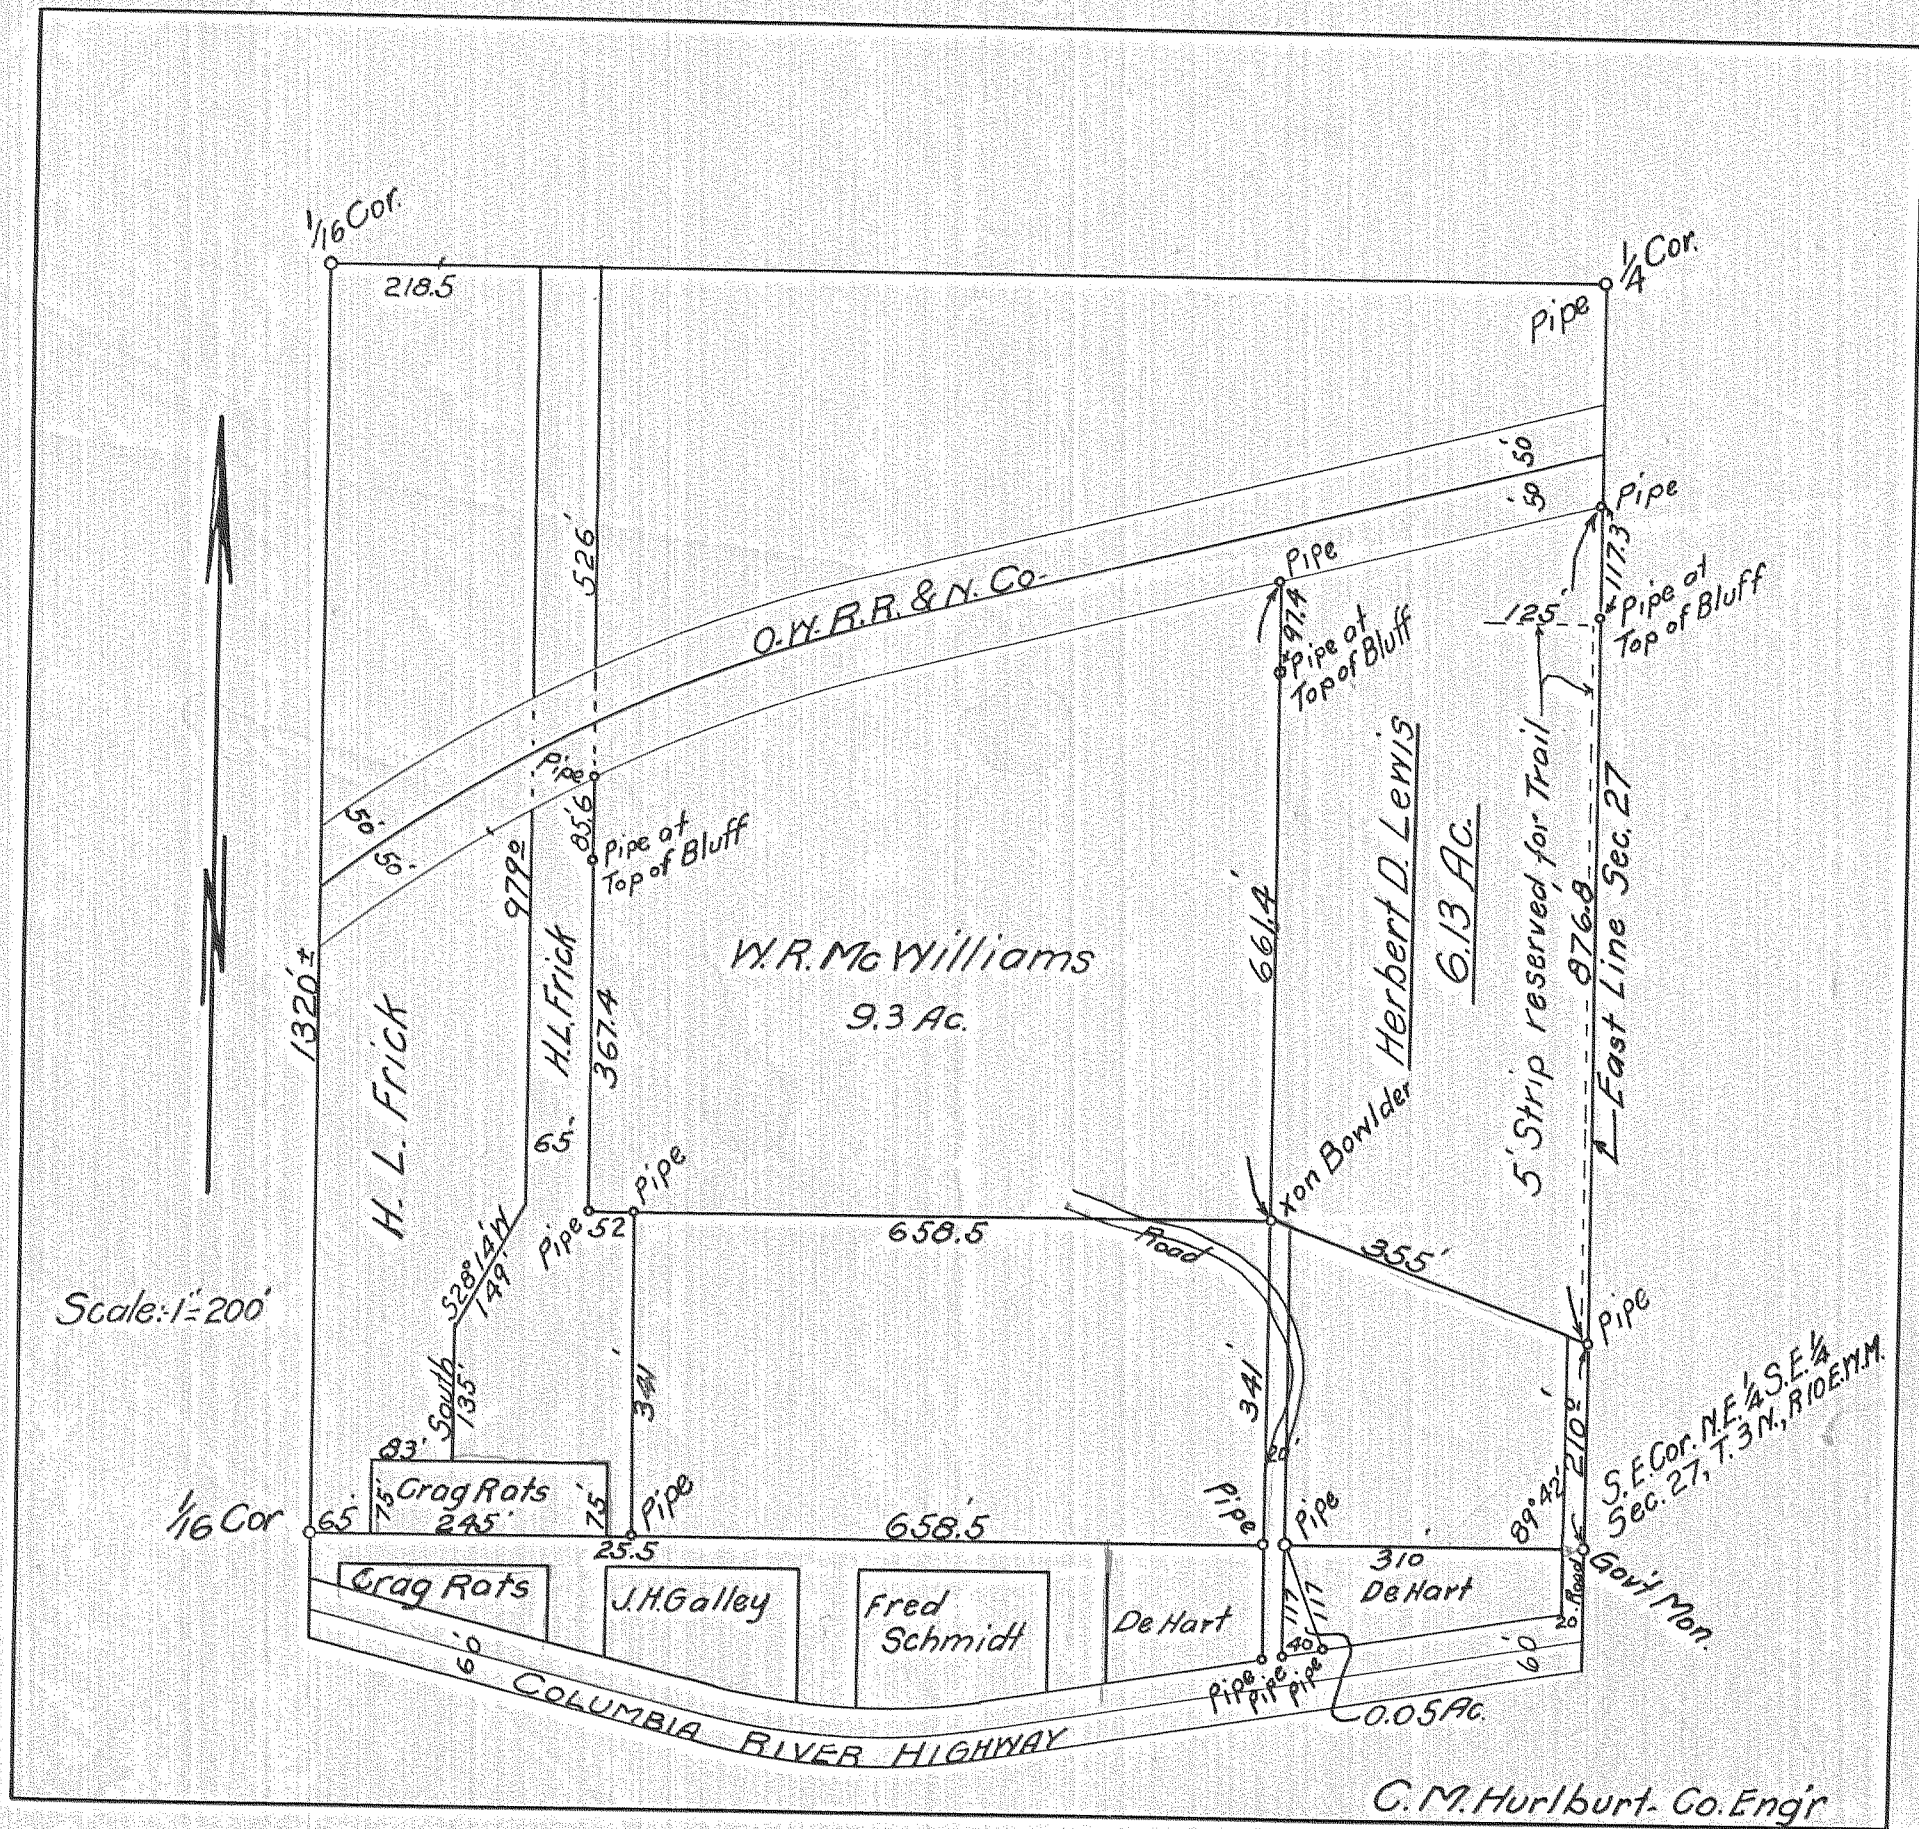 1/16 Cor.
218.5'
1/4 Cor.
Pipe
50'
50'
Pipe
117.3
Pipe at
Top of Bluff
125'
526'
O.W.R.R. & N. Co.
Pipe
97.4
Pipe at
Top of Bluff
Pipe
85.6'
Pipe at
Top of Bluff
50'
50'
979º
H.L. Frick
367.4
65'
1320'±
H. L. Frick
W.R. McWilliams
9.3 Ac.
661.4'
Herbert D. Lewis
6.13 Ac.
5' Strip reserved for Trail
876.8
East Line Sec. 27
x on Bowlder
Pipe
Pipe
52
658.5
Road
355'
Pipe
S28°14'W
149'
Scale: 1"=200'
South
135'
341'
341'
20'
210º'
89°42'
S.E. Cor. N.E. 1/4 S.E. 1/4
Sec. 27, T. 3 N., R 10 E. W.M.
Gov't Mon.
83'
Crag Rats
75'
75'
245'
1/16 Cor
65'
Pipe
25.5
658.5'
Pipe
Pipe
310'
De Hart
20' Road
Crag Rats
J.H. Galley
Fred
Schmidt
De Hart
117
117
40'
Pipe
Pipe
Pipe
0.05 Ac.
60'
60'
COLUMBIA RIVER HIGHWAY
C. M. Hurlburt - Co. Eng'r